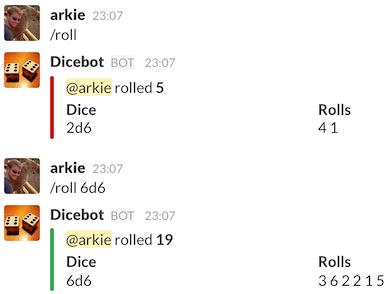 arkie 23:07
/roll
Dicebot BOT 23:07
@arkie rolled 5
Dice Rolls
2d6 4 1
arkie 23:07
/roll 6d6
Dicebot BOT 23:07
@arkie rolled 19
Dice Rolls
6d6 3 6 2 2 1 5